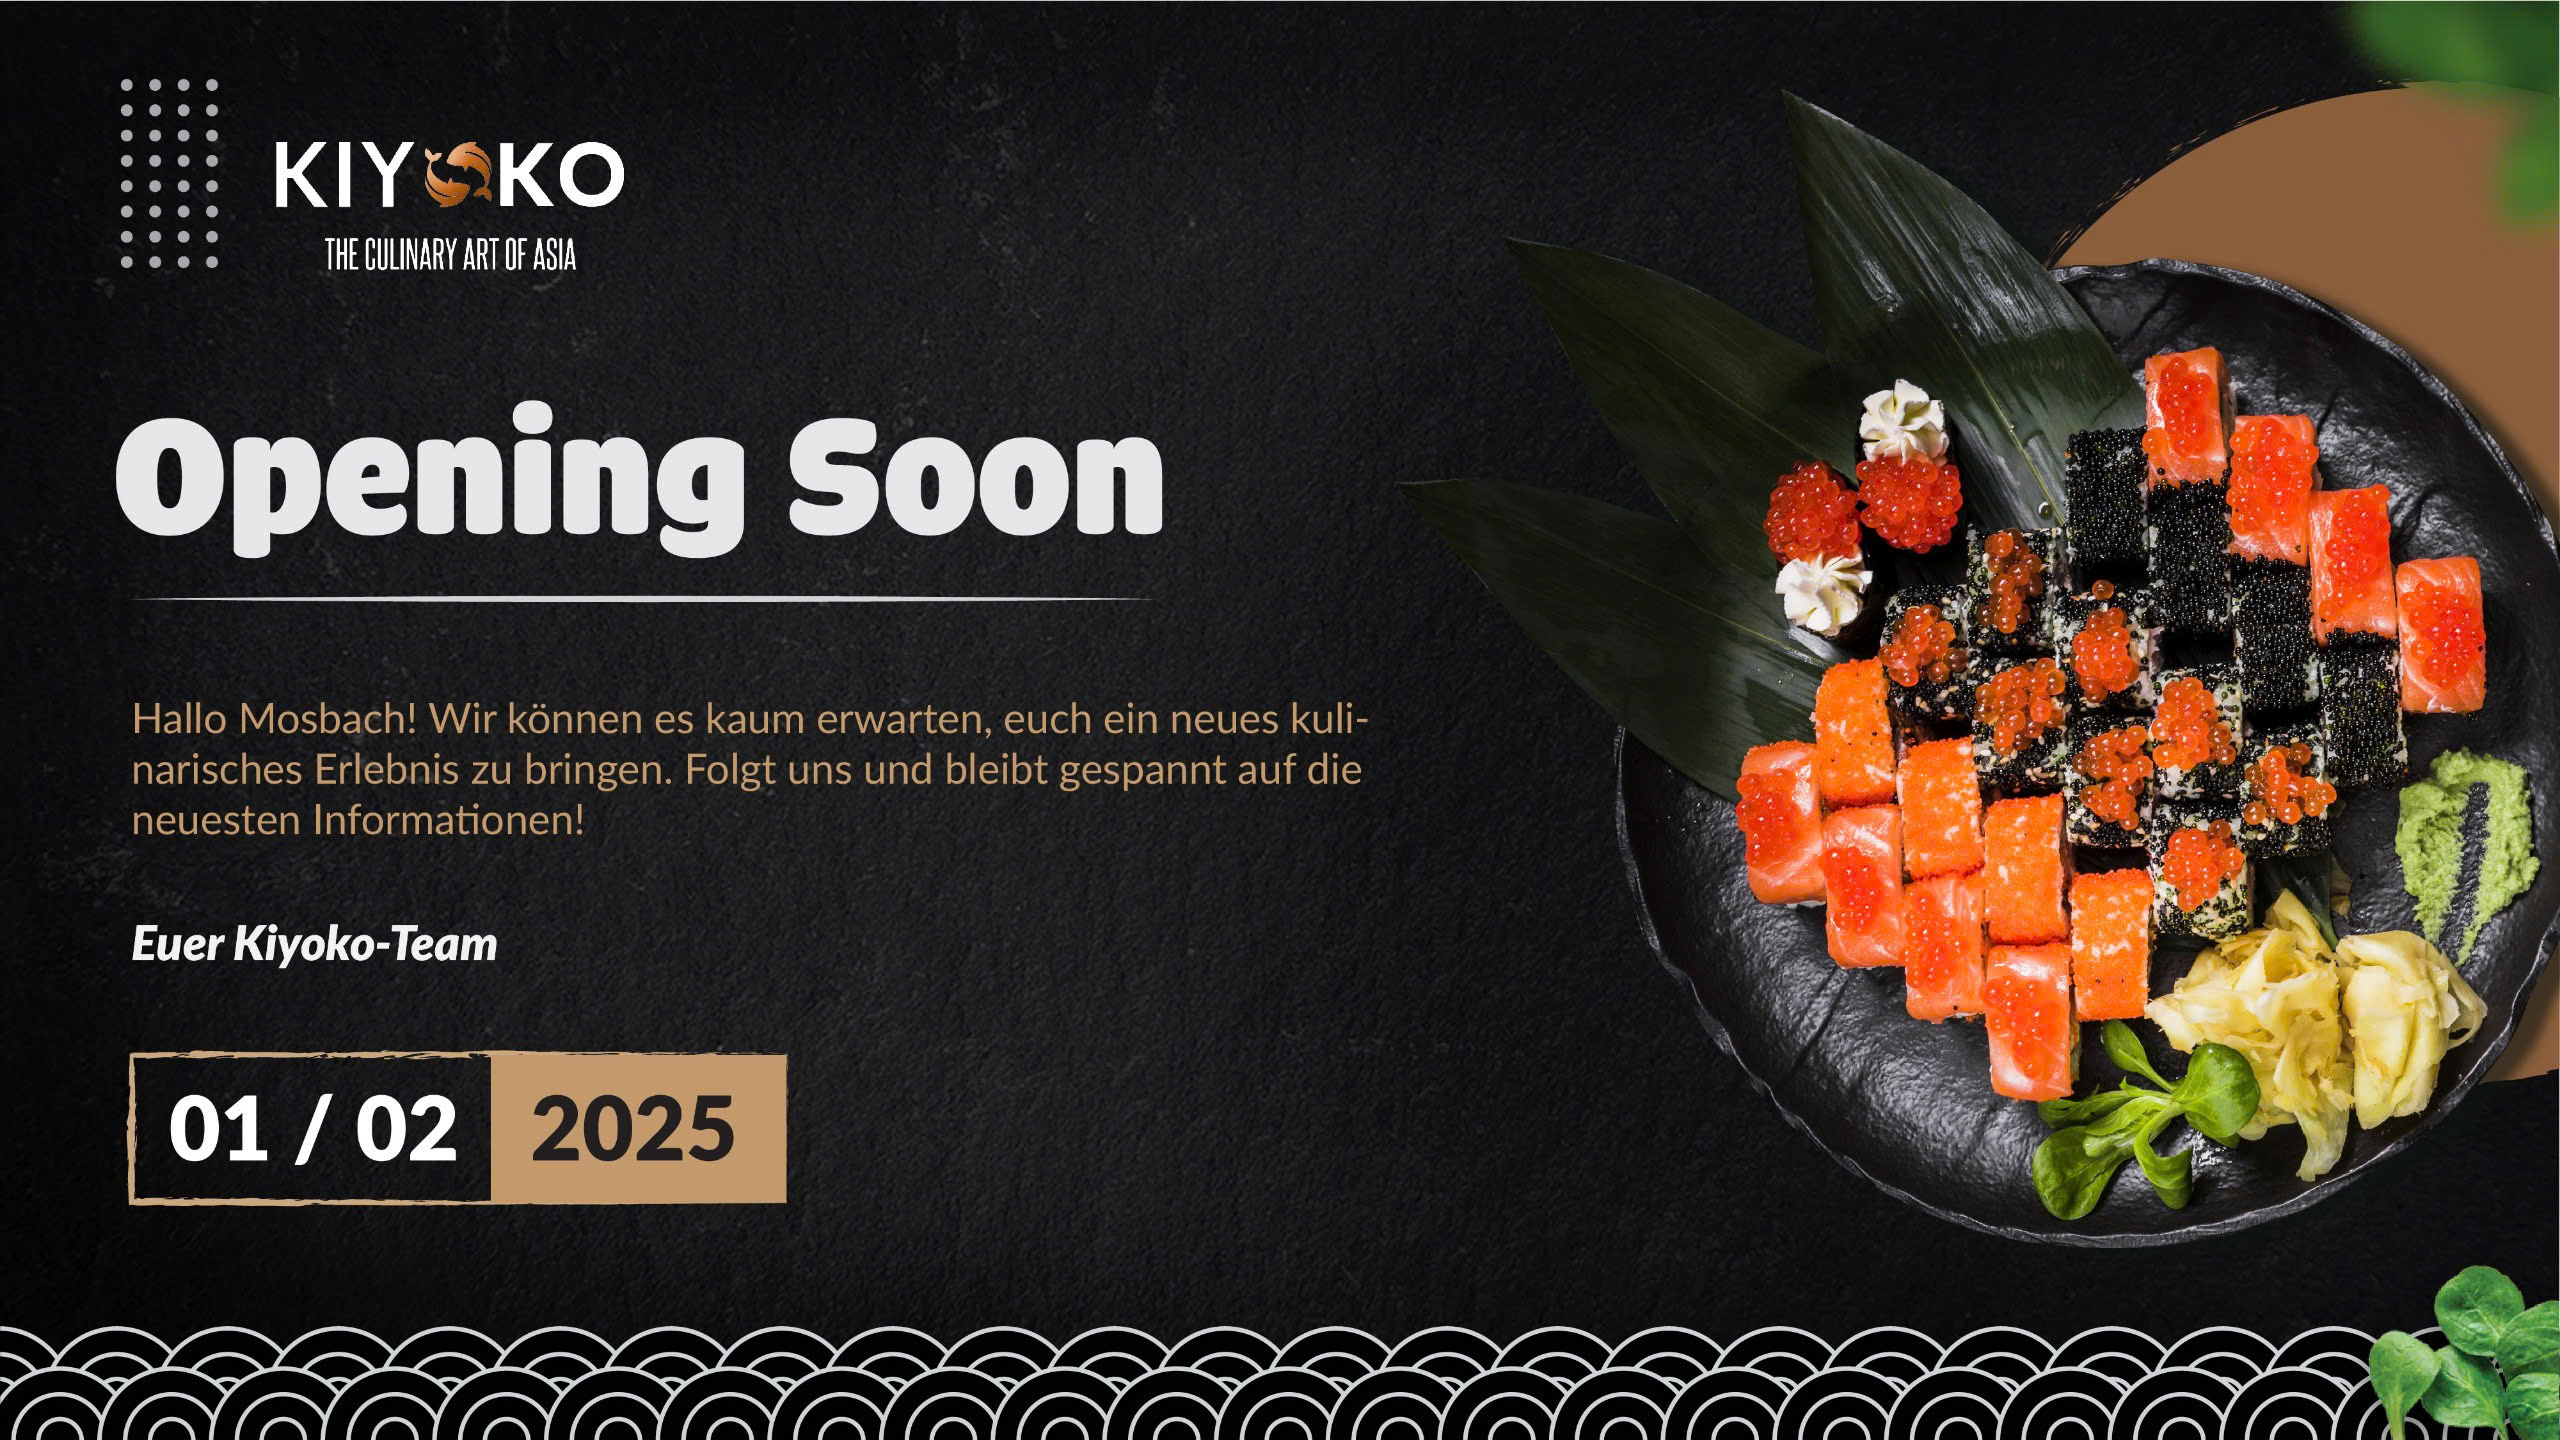 KIYOKO
THE CULINARY ART OF ASIA
Opening Soon
Hallo Mosbach! Wir können es kaum erwarten, euch ein neues kuli-
narisches Erlebnis zu bringen. Folgt uns und bleibt gespannt auf die
neuesten Informationen!
Euer Kiyoko-Team
01 / 02 2025